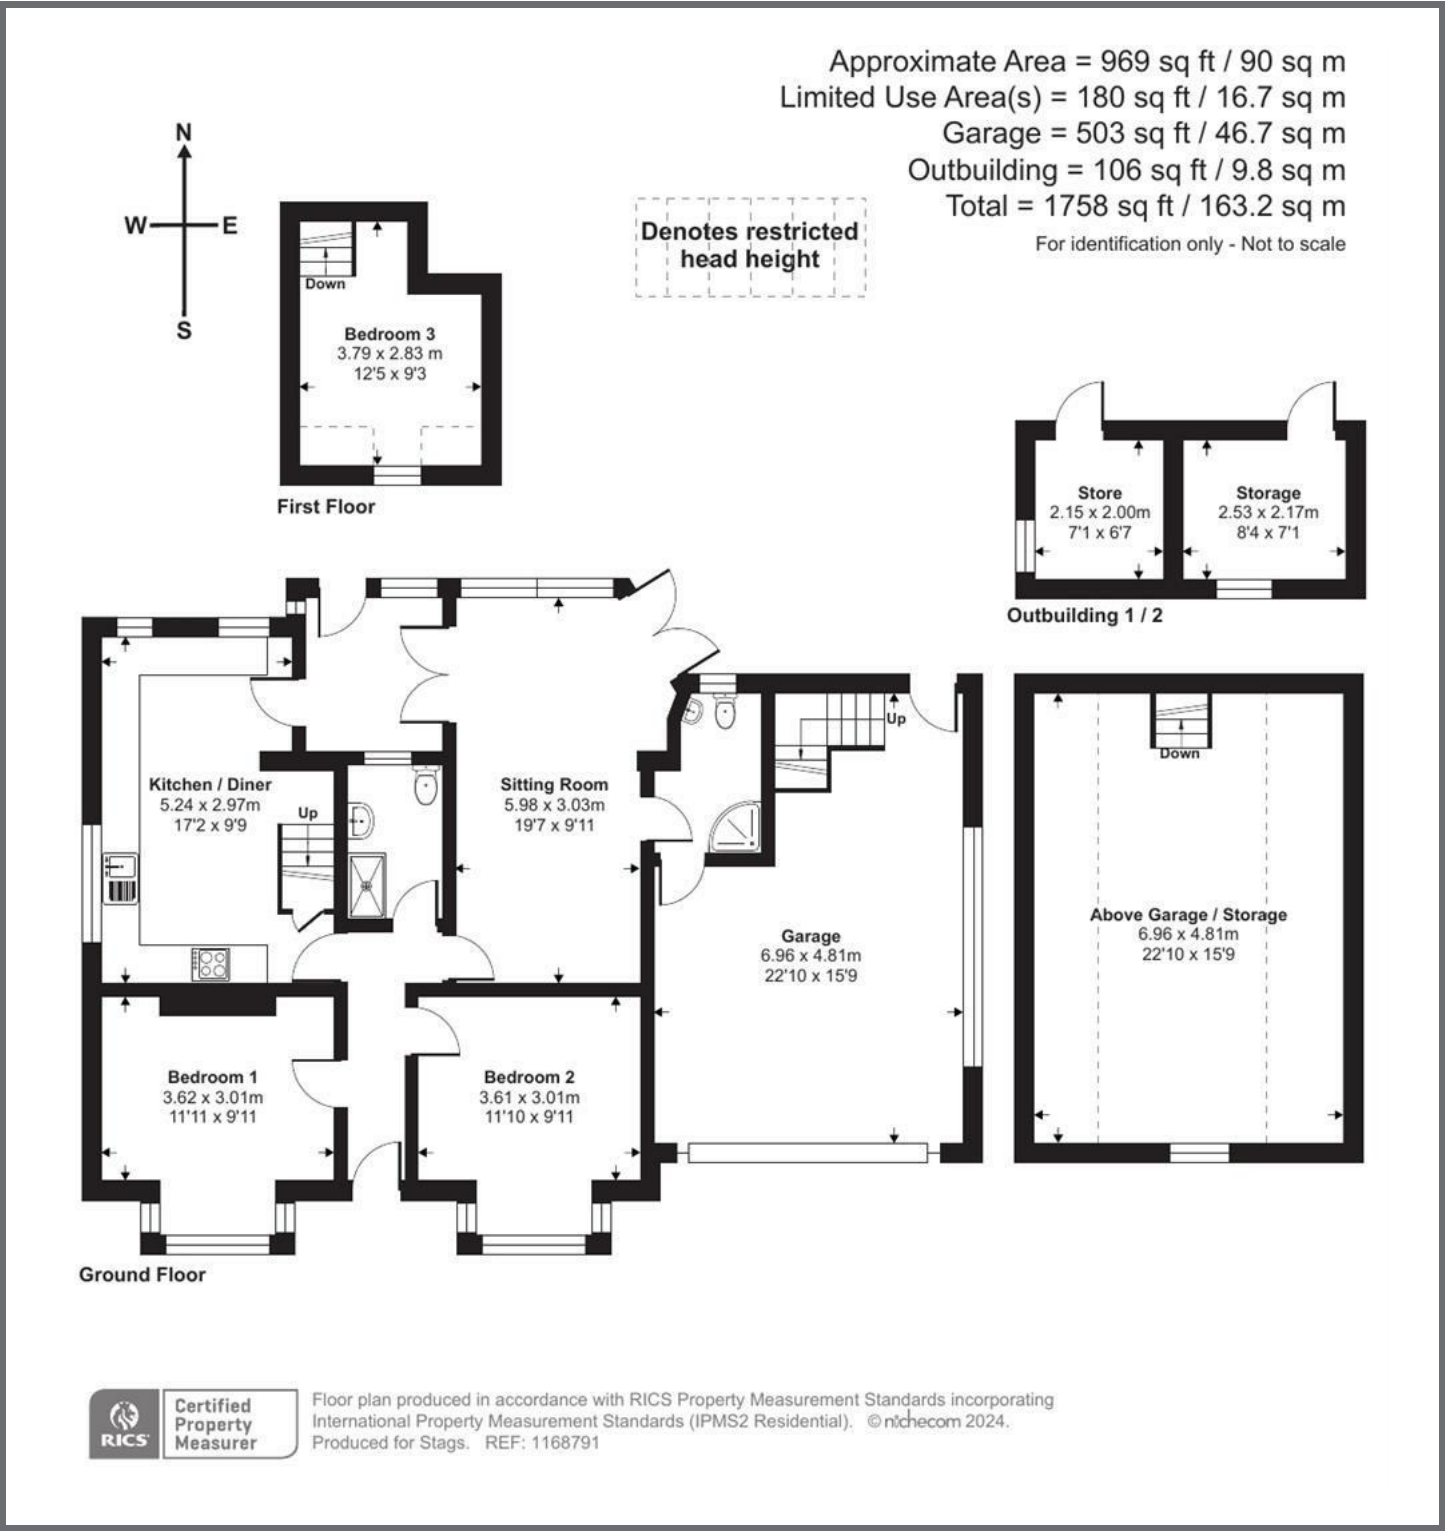 Approximate Area = 969 sq ft / 90 sq m
Limited Use Area(s) = 180 sq ft / 16.7 sq m
Garage = 503 sq ft / 46.7 sq m
Outbuilding = 106 sq ft / 9.8 sq m
Total = 1758 sq ft / 163.2 sq m
For identification only - Not to scale
N
W E
S
Denotes restricted
head height
Down
Bedroom 3
3.79 x 2.83 m
12'5 x 9'3
First Floor
Store
2.15 x 2.00m
7'1 x 6'7
Storage
2.53 x 2.17m
8'4 x 7'1
Outbuilding 1 / 2
Kitchen / Diner
5.24 x 2.97m
17'2 x 9'9
Up
Sitting Room
5.98 x 3.03m
19'7 x 9'11
Up
Garage
6.96 x 4.81m
22'10 x 15'9
Down
Above Garage / Storage
6.96 x 4.81m
22'10 x 15'9
Bedroom 1
3.62 x 3.01m
11'11 x 9'11
Bedroom 2
3.61 x 3.01m
11'10 x 9'11
Ground Floor
RICS
Certified
Property
Measurer
Floor plan produced in accordance with RICS Property Measurement Standards incorporating
International Property Measurement Standards (IPMS2 Residential). © nichecom 2024.
Produced for Stags. REF: 1168791